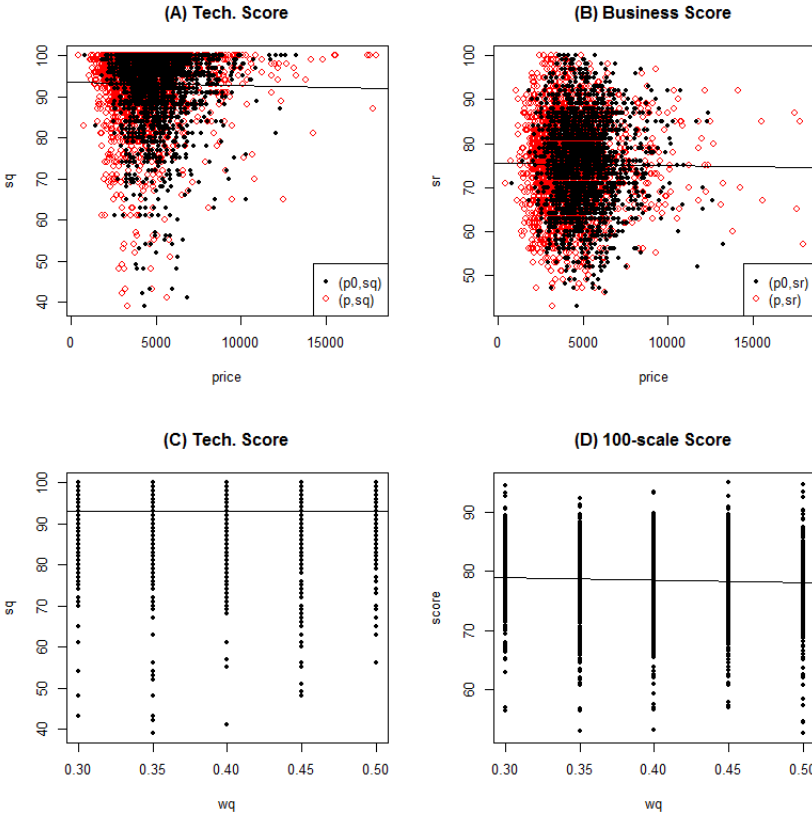 (A) Tech. Score
sq
100
90
80
70
60
50
40
(p0,sq)
(p,sq)
0 5000 10000 15000
price
(B) Business Score
sr
100
90
80
70
60
50
(p0,sr)
(p,sr)
0 5000 10000 15000
price
(C) Tech. Score
sq
100
90
80
70
60
50
40
0.30 0.35 0.40 0.45 0.50
wq
(D) 100-scale Score
score
90
80
70
60
0.30 0.35 0.40 0.45 0.50
wq